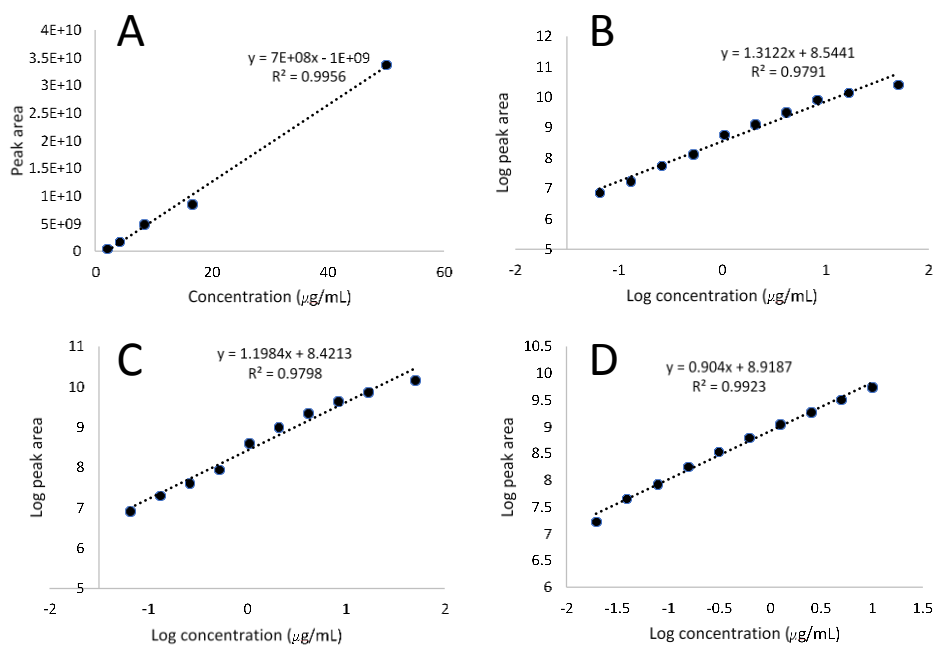 A
y = 7E+08x - 1E+09
R² = 0.9956
4E+10
3.5E+10
3E+10
2.5E+10
2E+10
1.5E+10
1E+10
5E+09
0
Peak area
0 20 40 60
Concentration (µg/mL)
B
y = 1.3122x + 8.5441
R² = 0.9791
12
11
10
9
8
7
6
5
Log peak area
-2 -1 0 1 2
Log concentration (µg/mL)
C
y = 1.1984x + 8.4213
R² = 0.9798
11
10
9
8
7
6
5
Log peak area
-2 -1 0 1 2
Log concentration (µg/mL)
D
y = 0.904x + 8.9187
R² = 0.9923
10.5
10
9.5
9
8.5
8
7.5
7
6.5
6
Log peak area
-2 -1.5 -1 -0.5 0 0.5 1 1.5
Log concentration (µg/mL)